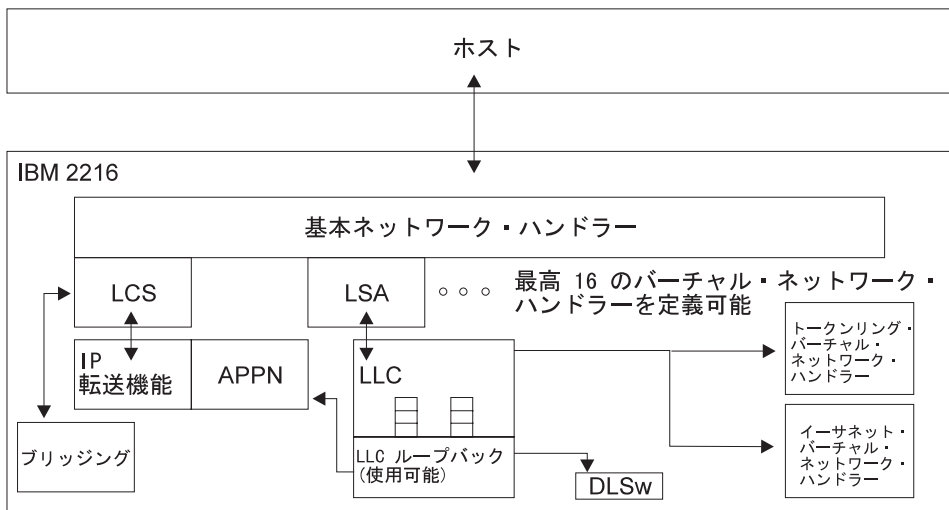 ホスト
IBM 2216
基本ネットワーク・ハンドラー
LCS
LSA
最高 16 のバーチャル・ネットワーク・
ハンドラーを定義可能
IP
転送機能
APPN
LLC
トークンリング・
バーチャル・
ネットワーク・
ハンドラー
ブリッジング
LLC ループバック
(使用可能)
DLSw
イーサネット・
バーチャル・
ネットワーク・
ハンドラー